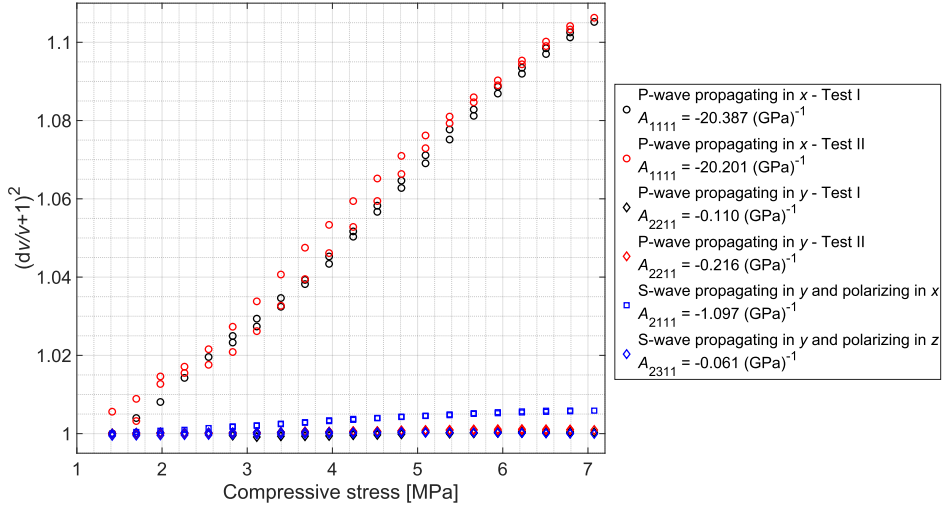 1.1
1.08
1.06
1.04
1.02
1
(dv/v+1)²
1 2 3 4 5 6 7
Compressive stress [MPa]
P-wave propagating in x - Test I
A₁₁₁₁ = -20.387 (GPa)⁻¹
P-wave propagating in x - Test II
A₁₁₁₁ = -20.201 (GPa)⁻¹
P-wave propagating in y - Test I
A₂₂₁₁ = -0.110 (GPa)⁻¹
P-wave propagating in y - Test II
A₂₂₁₁ = -0.216 (GPa)⁻¹
S-wave propagating in y and polarizing in x
A₂₁₁₁ = -1.097 (GPa)⁻¹
S-wave propagating in y and polarizing in z
A₂₃₁₁ = -0.061 (GPa)⁻¹